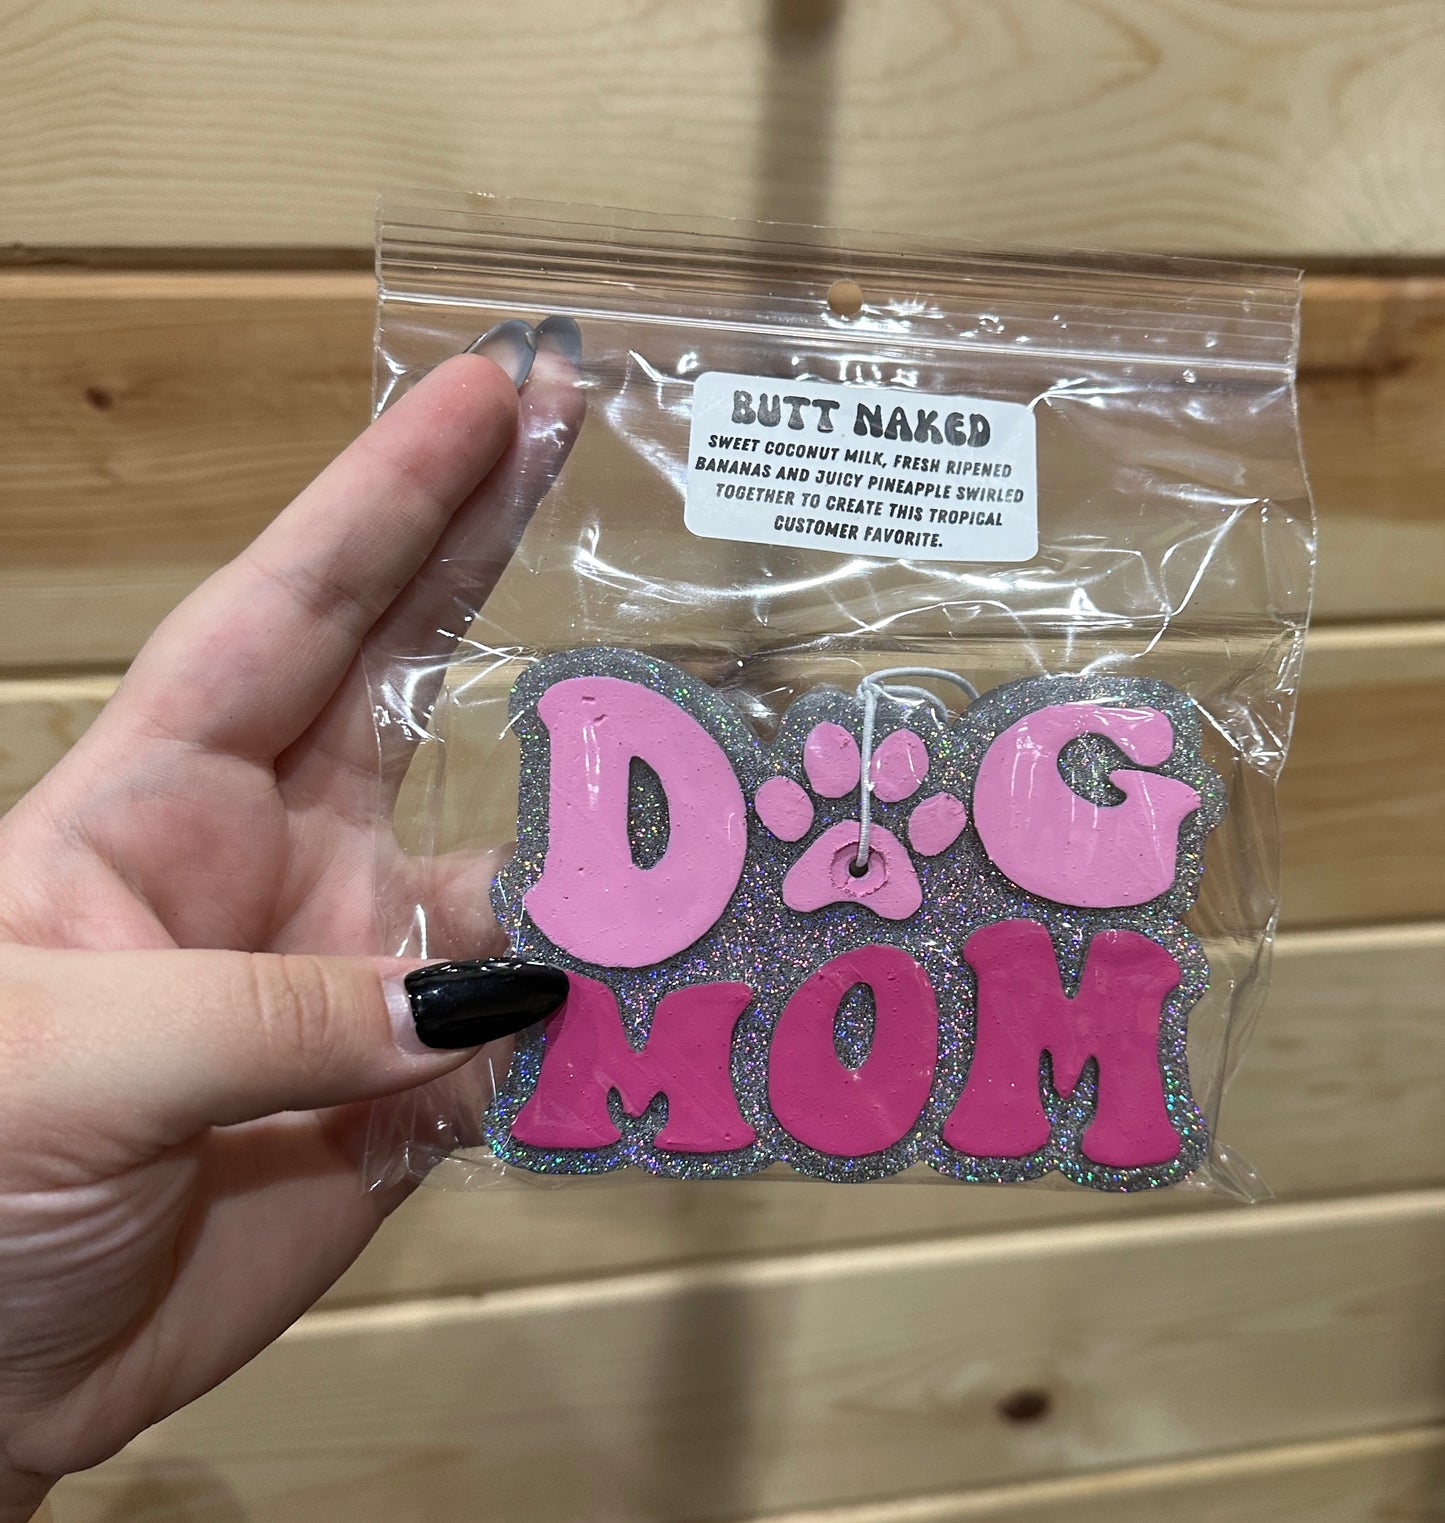 BUTT NAKED
SWEET COCONUT MILK, FRESH RIPENED
BANANAS AND JUICY PINEAPPLE SWIRLED
TOGETHER TO CREATE THIS TROPICAL
CUSTOMER FAVORITE.
D G
MOM